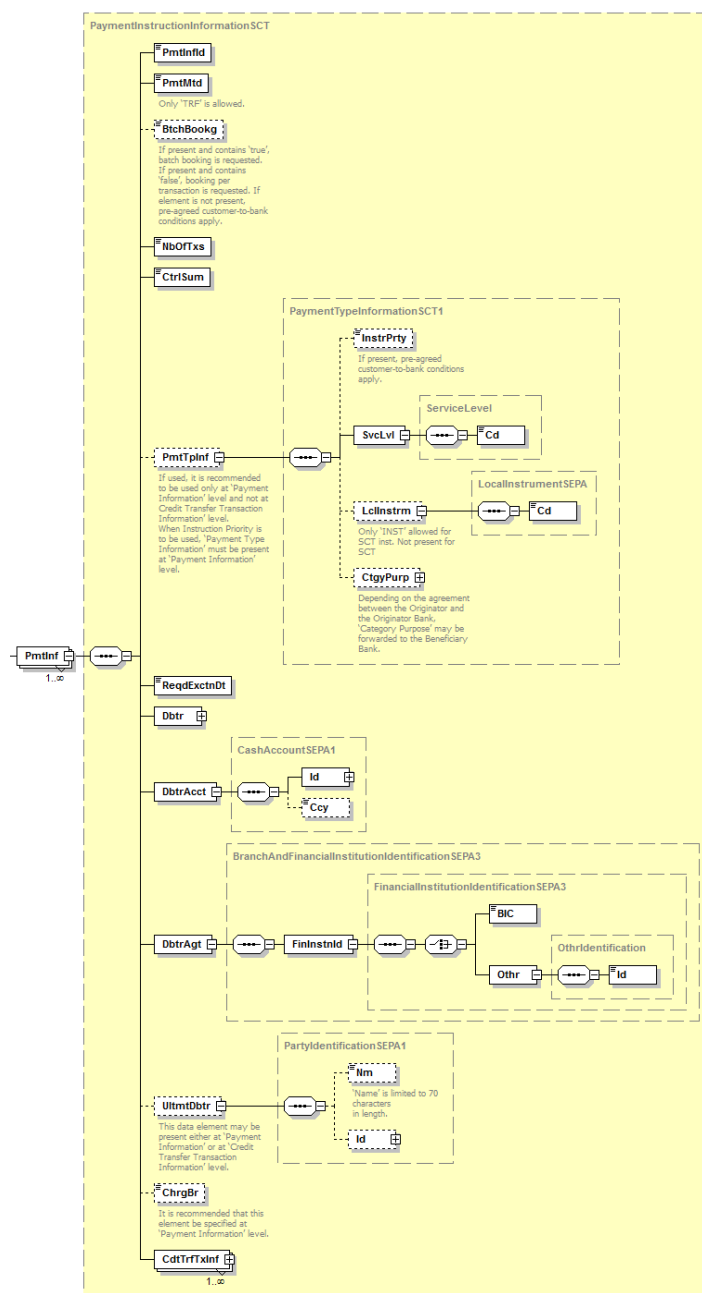 PaymentInstructionInformationSCT
PmtInfId
PmtMtd
Only 'TRF' is allowed.
BtchBookg
If present and contains 'true',
batch booking is requested.
If present and contains
'false', booking per
transaction is requested. If
element is not present,
pre-agreed customer-to-bank
conditions apply.
NbOfTxs
CtrlSum
PaymentTypeInformationSCT1
InstrPrty
If present, pre-agreed
customer-to-bank conditions
apply.
ServiceLevel
SvcLvl
Cd
PmtTpInf
If used, it is recommended
to be used only at 'Payment
Information' level and not at
Credit Transfer Transaction
Information' level.
When Instruction Priority is
to be used, 'Payment Type
Information' must be present
at 'Payment Information'
level.
LocalInstrumentSEPA
LclInstrm
Cd
Only 'INST' allowed for
SCT inst. Not present for
SCT
CtgyPurp
Depending on the agreement
between the Originator and
the Originator Bank,
'Category Purpose' may be
forwarded to the Beneficiary
Bank.
PmtInf
1..∞
ReqdExctnDt
Dbtr
CashAccountSEPA1
DbtrAcct
Id
Ccy
BranchAndFinancialInstitutionIdentificationSEPA3
FinancialInstitutionIdentificationSEPA3
BIC
DbtrAgt
FinInstnId
OthrIdentification
Othr
Id
PartyIdentificationSEPA1
Nm
'Name' is limited to 70
characters
in length.
UltmtDbtr
Id
This data element may be
present either at 'Payment
Information' or at 'Credit
Transfer Transaction
Information' level.
ChrgBr
It is recommended that this
element be specified at
'Payment Information' level.
CdtTrfTxInf
1..∞